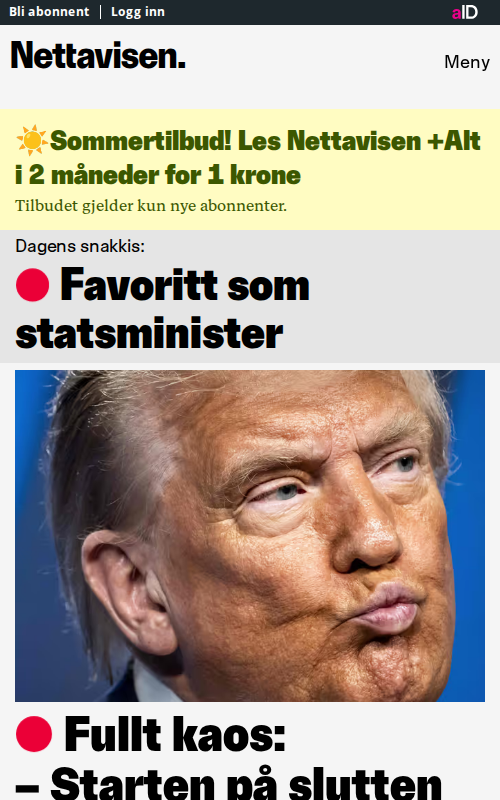 Bli abonnent | Logg inn
aID
Nettavisen.
Meny
☀️Sommertilbud! Les Nettavisen +Alt
i 2 måneder for 1 krone
Tilbudet gjelder kun nye abonnenter.
Dagens snakkis:
🔴 Favoritt som
statsminister
🔴 Fullt kaos:
– Starten på slutten